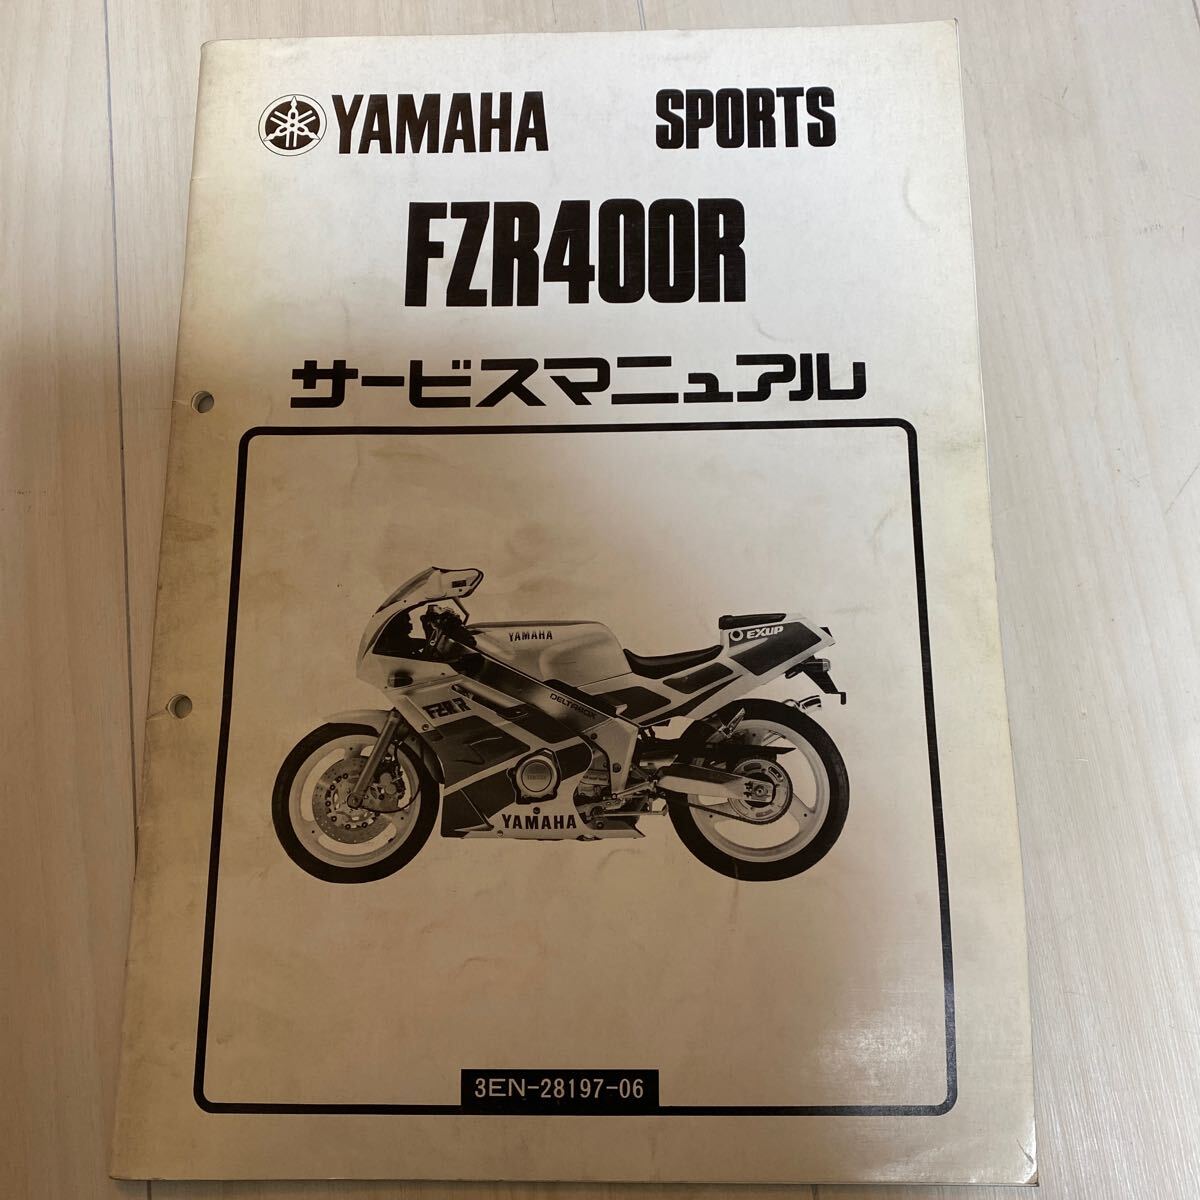 YAMAHA SPORTS
FZR400R
サービスマニュアル
EXUP
YAMAHA
DELTABOX
FZR
YAMAHA
3EN-28197-06